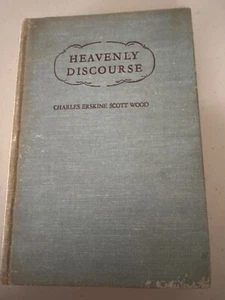 HEAVENLY
DISCOURSE
CHARLES ERSKINE SCOTT WOOD